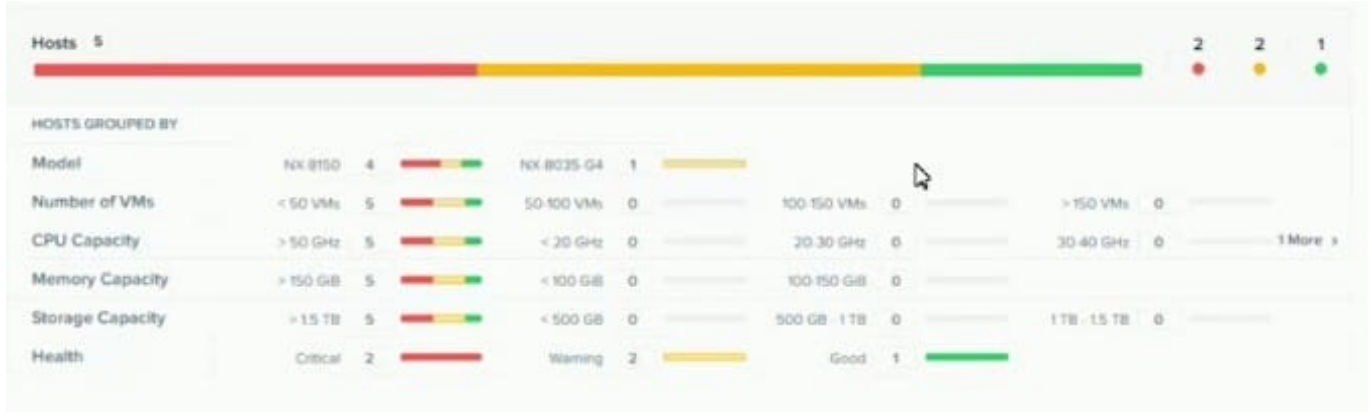 Hosts 5 2 2 1
HOSTS GROUPED BY
Model NX-8150 4 NX-8035-G4 1
Number of VMs < 50 VMs 5 50-100 VMs 0 100-150 VMs 0 > 150 VMs 0
CPU Capacity > 50 GHz 5 < 20 GHz 0 20-30 GHz 0 30-40 GHz 0 1 More >
Memory Capacity > 150 GiB 5 < 100 GiB 0 100-150 GiB 0
Storage Capacity > 1.5 TB 5 < 500 GB 0 500 GB - 1 TB 0 1 TB - 1.5 TB 0
Health Critical 2 Warning 2 Good 1